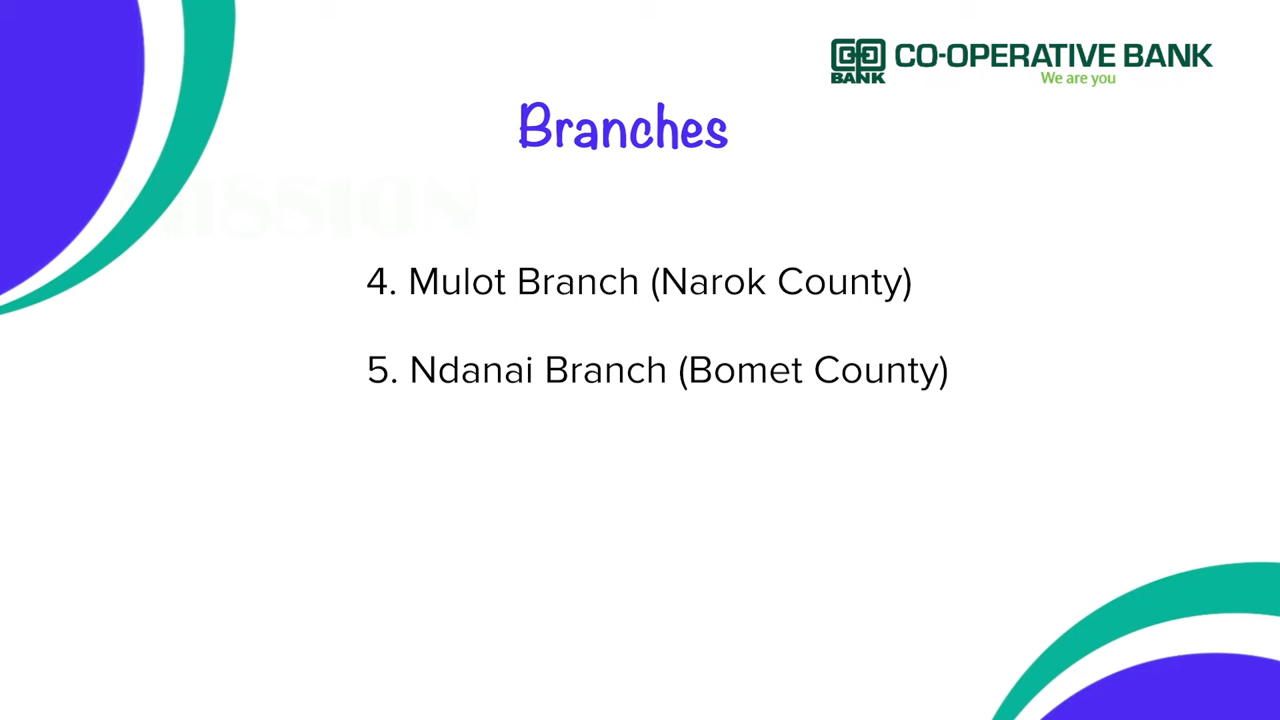 CO-OPERATIVE BANK
BANK
We are you
Branches
4. Mulot Branch (Narok County)
5. Ndanai Branch (Bomet County)